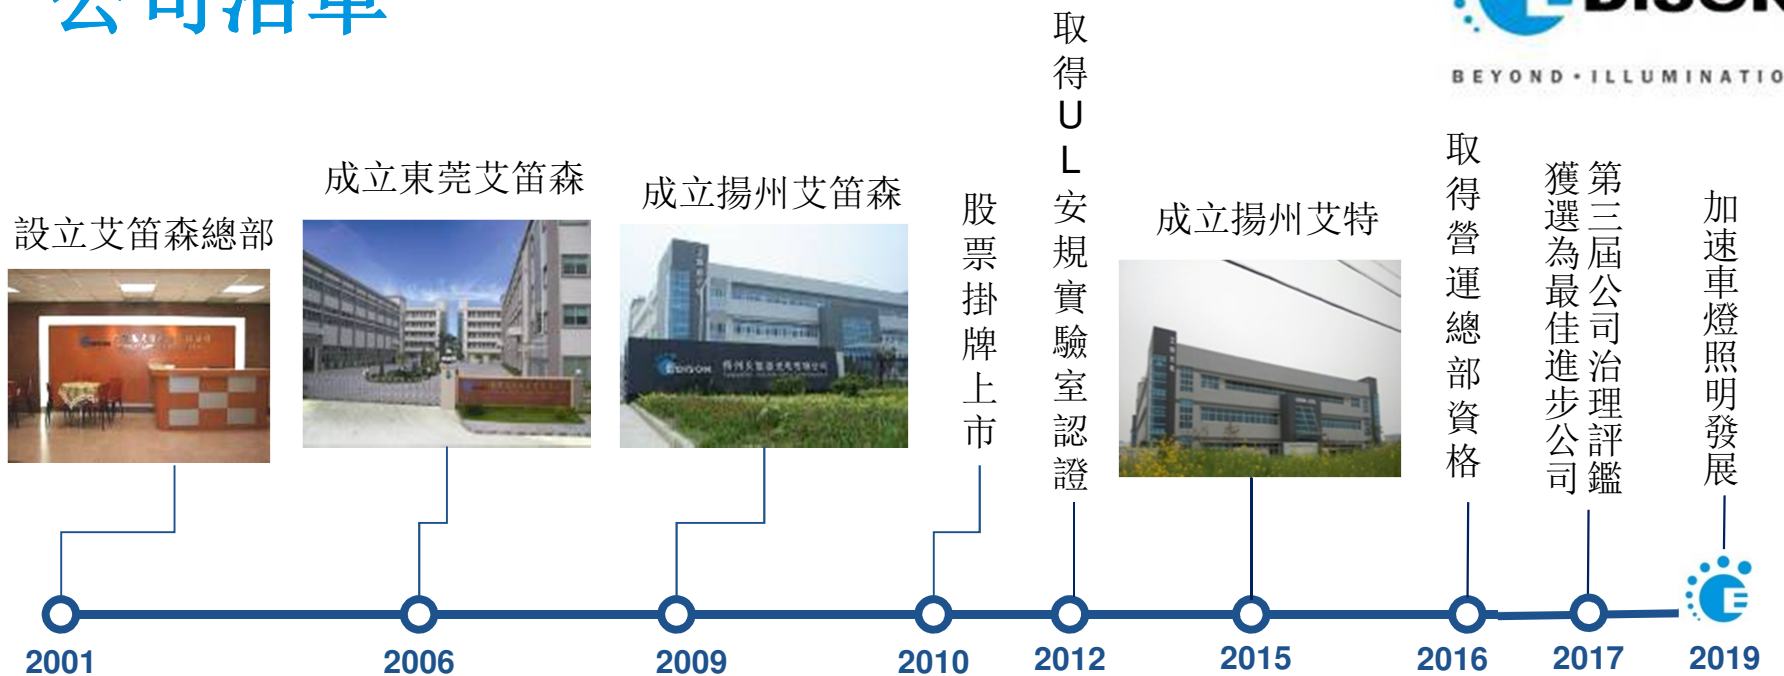 公司沿革
EDISON
BEYOND·ILLUMINATIO
設立艾笛森總部
成立東莞艾笛森
成立揚州艾笛森
股票掛牌上市
取得UL安規實驗室認證
成立揚州艾特
取得營運總部資格
第三屆公司治理評鑑
獲選為最佳進步公司
加速車燈照明發展
EDISON
2001
2006
2009
2010
2012
2015
2016
2017
2019